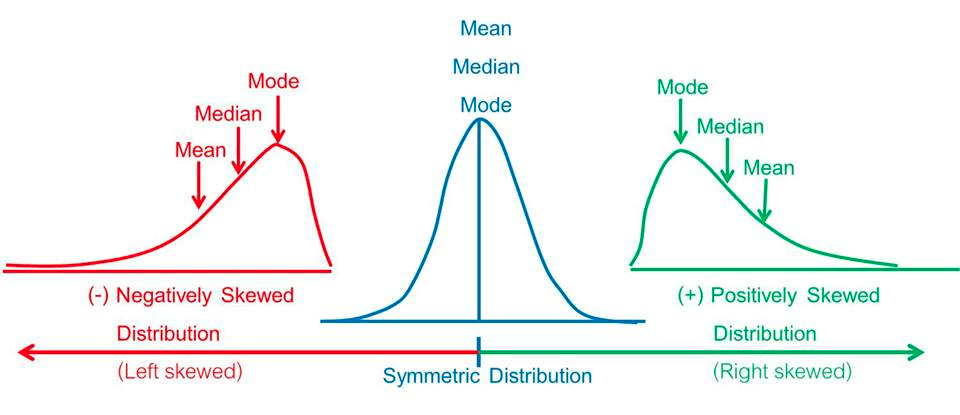 Mean
Median
Mode
Mode
Median
Mean
Mode
Median
Mean
(-) Negatively Skewed
Distribution
(Left skewed)
Symmetric Distribution
(+) Positively Skewed
Distribution
(Right skewed)